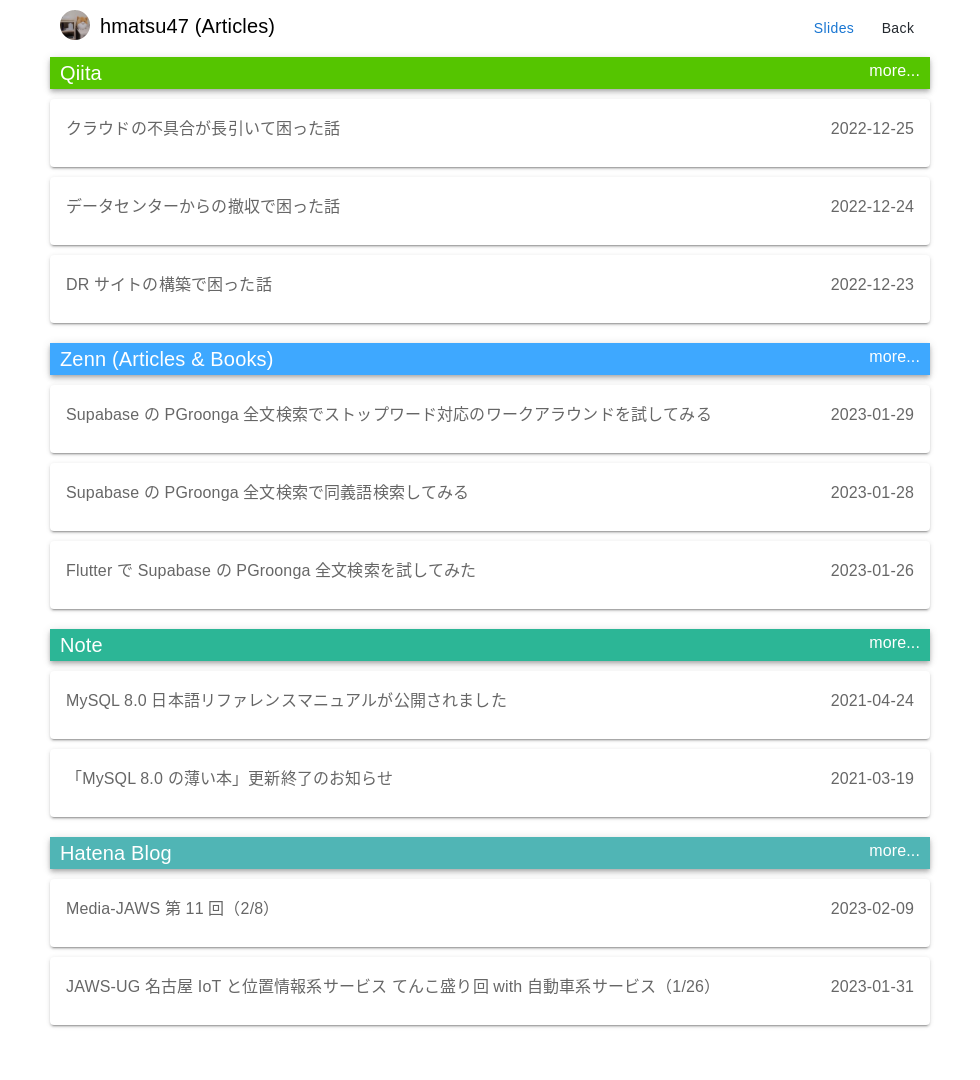 hmatsu47 (Articles)
Slides
Back
Qiita
more...
クラウドの不具合が長引いて困った話
2022-12-25
データセンターからの撤収で困った話
2022-12-24
DR サイトの構築で困った話
2022-12-23
Zenn (Articles & Books)
more...
Supabase の PGroonga 全文検索でストップワード対応のワークアラウンドを試してみる
2023-01-29
Supabase の PGroonga 全文検索で同義語検索してみる
2023-01-28
Flutter で Supabase の PGroonga 全文検索を試してみた
2023-01-26
Note
more...
MySQL 8.0 日本語リファレンスマニュアルが公開されました
2021-04-24
「MySQL 8.0 の薄い本」更新終了のお知らせ
2021-03-19
Hatena Blog
more...
Media-JAWS 第 11 回（2/8）
2023-02-09
JAWS-UG 名古屋 IoT と位置情報系サービス てんこ盛り回 with 自動車系サービス（1/26）
2023-01-31